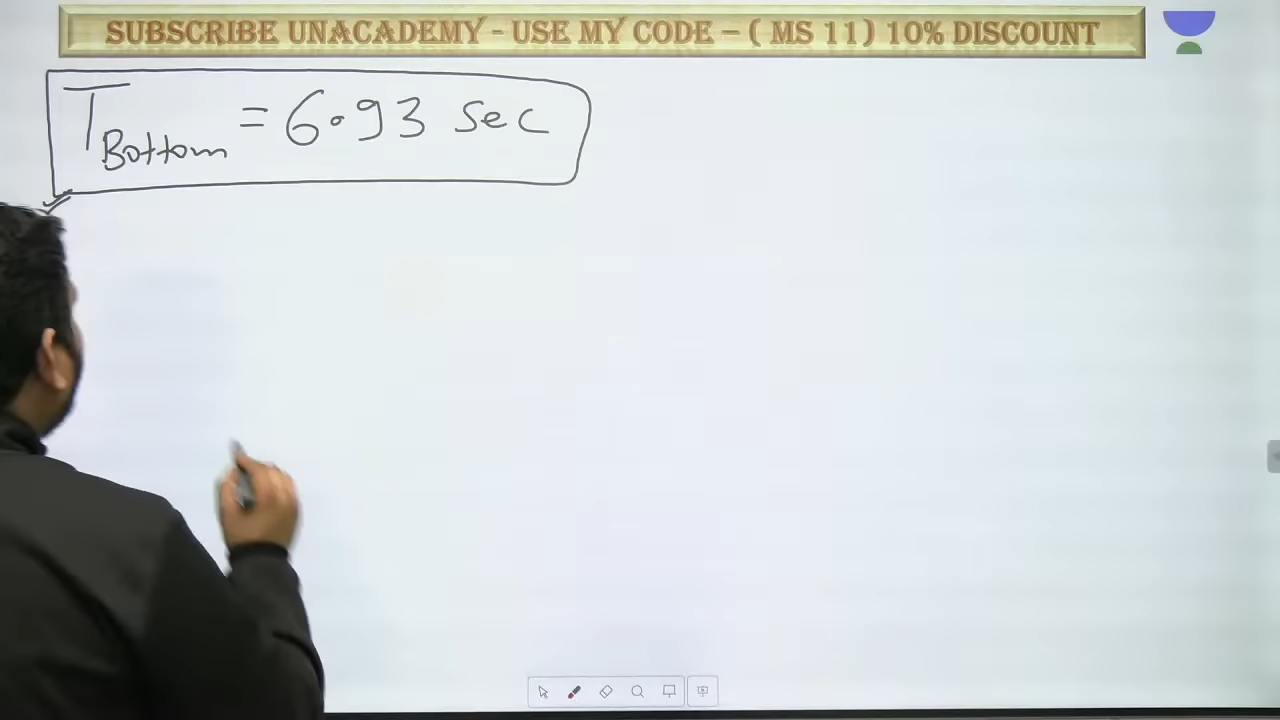 SUBSCRIBE UNACADEMY - USE MY CODE – ( MS 11) 10% DISCOUNT
T Bottom = 6.93 sec